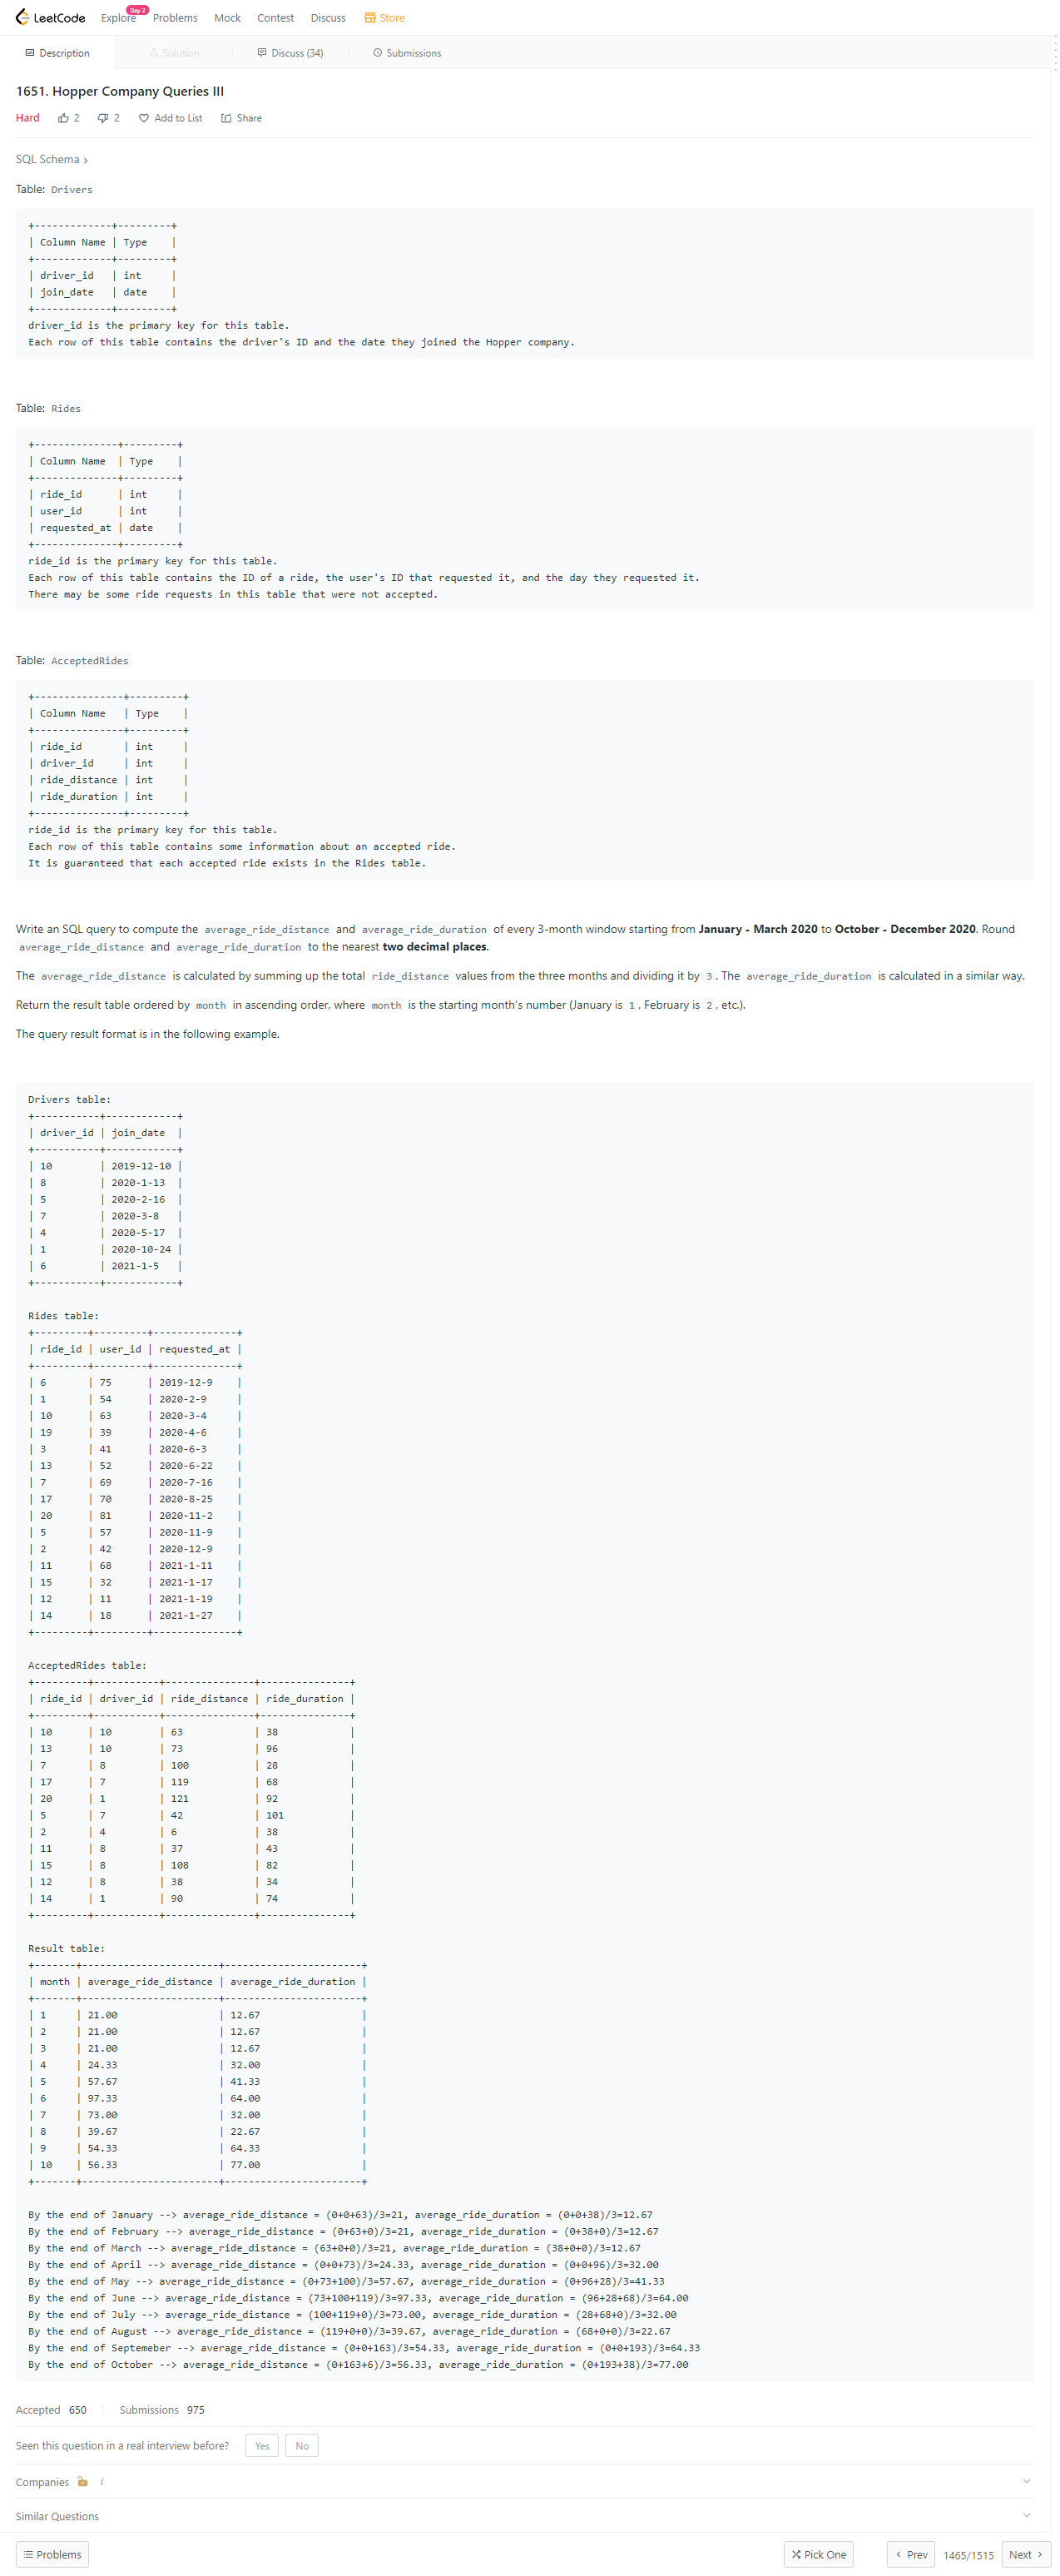 LeetCode Explore Day 2 Problems Mock Contest Discuss Store
Description Solution Discuss (34) Submissions
1651. Hopper Company Queries III
Hard 2 2 Add to List Share
SQL Schema
Table: Drivers
+-------------+---------+
| Column Name | Type    |
+-------------+---------+
| driver_id   | int     |
| join_date   | date    |
+-------------+---------+
driver_id is the primary key for this table.
Each row of this table contains the driver's ID and the date they joined the Hopper company.
Table: Rides
+--------------+---------+
| Column Name  | Type    |
+--------------+---------+
| ride_id      | int     |
| user_id      | int     |
| requested_at | date    |
+--------------+---------+
ride_id is the primary key for this table.
Each row of this table contains the ID of a ride, the user's ID that requested it, and the day they requested it.
There may be some ride requests in this table that were not accepted.
Table: AcceptedRides
+---------------+---------+
| Column Name   | Type    |
+---------------+---------+
| ride_id       | int     |
| driver_id     | int     |
| ride_distance | int     |
| ride_duration | int     |
+---------------+---------+
ride_id is the primary key for this table.
Each row of this table contains some information about an accepted ride.
It is guaranteed that each accepted ride exists in the Rides table.
Write an SQL query to compute the average_ride_distance and average_ride_duration of every 3-month window starting from January - March 2020 to October - December 2020. Round
average_ride_distance and average_ride_duration to the nearest two decimal places.
The average_ride_distance is calculated by summing up the total ride_distance values from the three months and dividing it by 3. The average_ride_duration is calculated in a similar way.
Return the result table ordered by month in ascending order, where month is the starting month's number (January is 1, February is 2, etc.).
The query result format is in the following example.
Drivers table:
+-----------+------------+
| driver_id | join_date  |
+-----------+------------+
| 10        | 2019-12-10 |
| 8         | 2020-1-13  |
| 5         | 2020-2-16  |
| 7         | 2020-3-8   |
| 4         | 2020-5-17  |
| 1         | 2020-10-24 |
| 6         | 2021-1-5   |
+-----------+------------+
Rides table:
+---------+---------+--------------+
| ride_id | user_id | requested_at |
+---------+---------+--------------+
| 6       | 75      | 2019-12-9    |
| 1       | 54      | 2020-2-9     |
| 10      | 63      | 2020-3-4     |
| 19      | 39      | 2020-4-6     |
| 3       | 41      | 2020-6-3     |
| 13      | 52      | 2020-6-22    |
| 7       | 69      | 2020-7-16    |
| 17      | 70      | 2020-8-25    |
| 20      | 81      | 2020-11-2    |
| 5       | 57      | 2020-11-9    |
| 2       | 42      | 2020-12-9    |
| 11      | 68      | 2021-1-11    |
| 15      | 32      | 2021-1-17    |
| 12      | 11      | 2021-1-19    |
| 14      | 18      | 2021-1-27    |
+---------+---------+--------------+
AcceptedRides table:
+---------+-----------+---------------+---------------+
| ride_id | driver_id | ride_distance | ride_duration |
+---------+-----------+---------------+---------------+
| 10      | 10        | 63            | 38            |
| 13      | 10        | 73            | 96            |
| 7       | 8         | 100           | 28            |
| 17      | 7         | 119           | 68            |
| 20      | 1         | 121           | 92            |
| 5       | 7         | 42            | 101           |
| 2       | 4         | 6             | 38            |
| 11      | 8         | 37            | 43            |
| 15      | 8         | 108           | 82            |
| 12      | 8         | 38            | 34            |
| 14      | 1         | 90            | 74            |
+---------+-----------+---------------+---------------+
Result table:
+-------+-----------------------+-----------------------+
| month | average_ride_distance | average_ride_duration |
+-------+-----------------------+-----------------------+
| 1     | 21.00                 | 12.67                 |
| 2     | 21.00                 | 12.67                 |
| 3     | 21.00                 | 12.67                 |
| 4     | 24.33                 | 32.00                 |
| 5     | 57.67                 | 41.33                 |
| 6     | 97.33                 | 64.00                 |
| 7     | 73.00                 | 32.00                 |
| 8     | 39.67                 | 22.67                 |
| 9     | 54.33                 | 64.33                 |
| 10    | 56.33                 | 77.00                 |
+-------+-----------------------+-----------------------+
By the end of January --> average_ride_distance = (0+0+63)/3=21, average_ride_duration = (0+0+38)/3=12.67
By the end of February --> average_ride_distance = (0+63+0)/3=21, average_ride_duration = (0+38+0)/3=12.67
By the end of March --> average_ride_distance = (63+0+0)/3=21, average_ride_duration = (38+0+0)/3=12.67
By the end of April --> average_ride_distance = (0+0+73)/3=24.33, average_ride_duration = (0+0+96)/3=32.00
By the end of May --> average_ride_distance = (0+73+100)/3=57.67, average_ride_duration = (0+96+28)/3=41.33
By the end of June --> average_ride_distance = (73+100+119)/3=97.33, average_ride_duration = (96+28+68)/3=64.00
By the end of July --> average_ride_distance = (100+119+0)/3=73.00, average_ride_duration = (28+68+0)/3=32.00
By the end of August --> average_ride_distance = (119+0+0)/3=39.67, average_ride_duration = (68+0+0)/3=22.67
By the end of Septemeber --> average_ride_distance = (0+0+163)/3=54.33, average_ride_duration = (0+0+193)/3=64.33
By the end of October --> average_ride_distance = (0+163+6)/3=56.33, average_ride_duration = (0+193+38)/3=77.00
Accepted 650 Submissions 975
Seen this question in a real interview before? Yes No
Companies i
Similar Questions
Problems Pick One Prev 1465/1515 Next